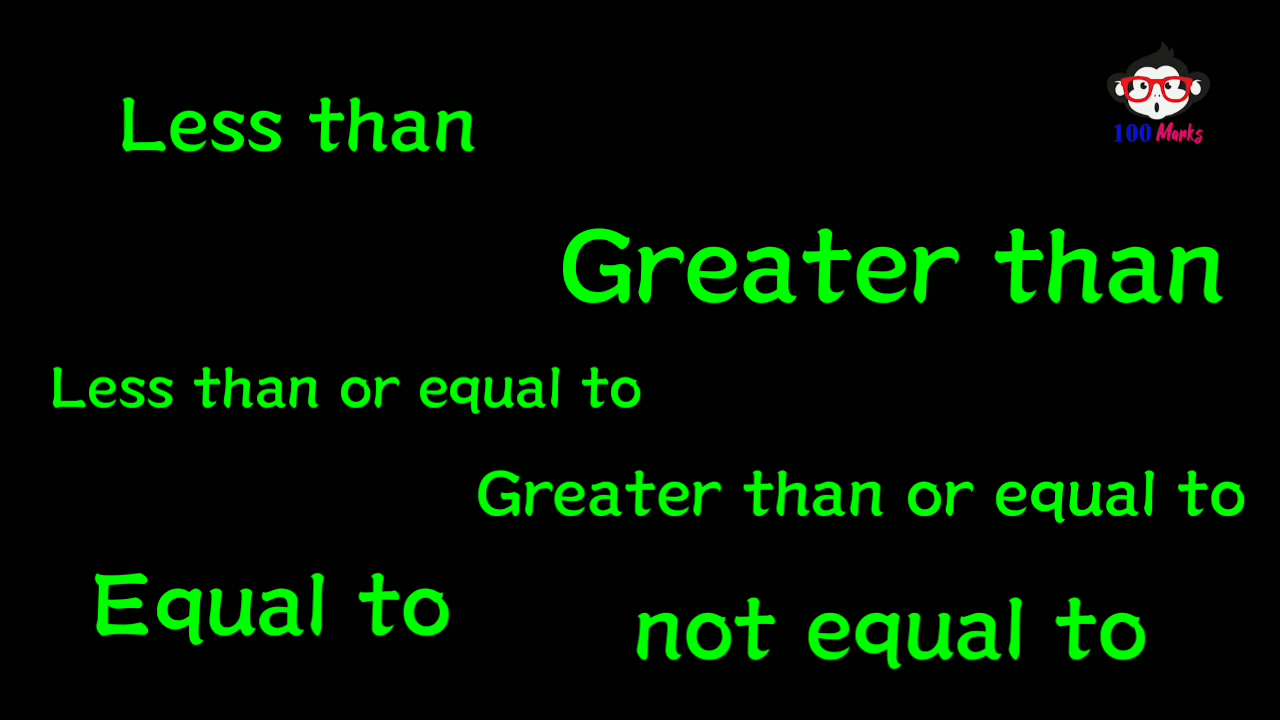 Less than
100 Marks
Greater than
Less than or equal to
Greater than or equal to
Equal to
not equal to